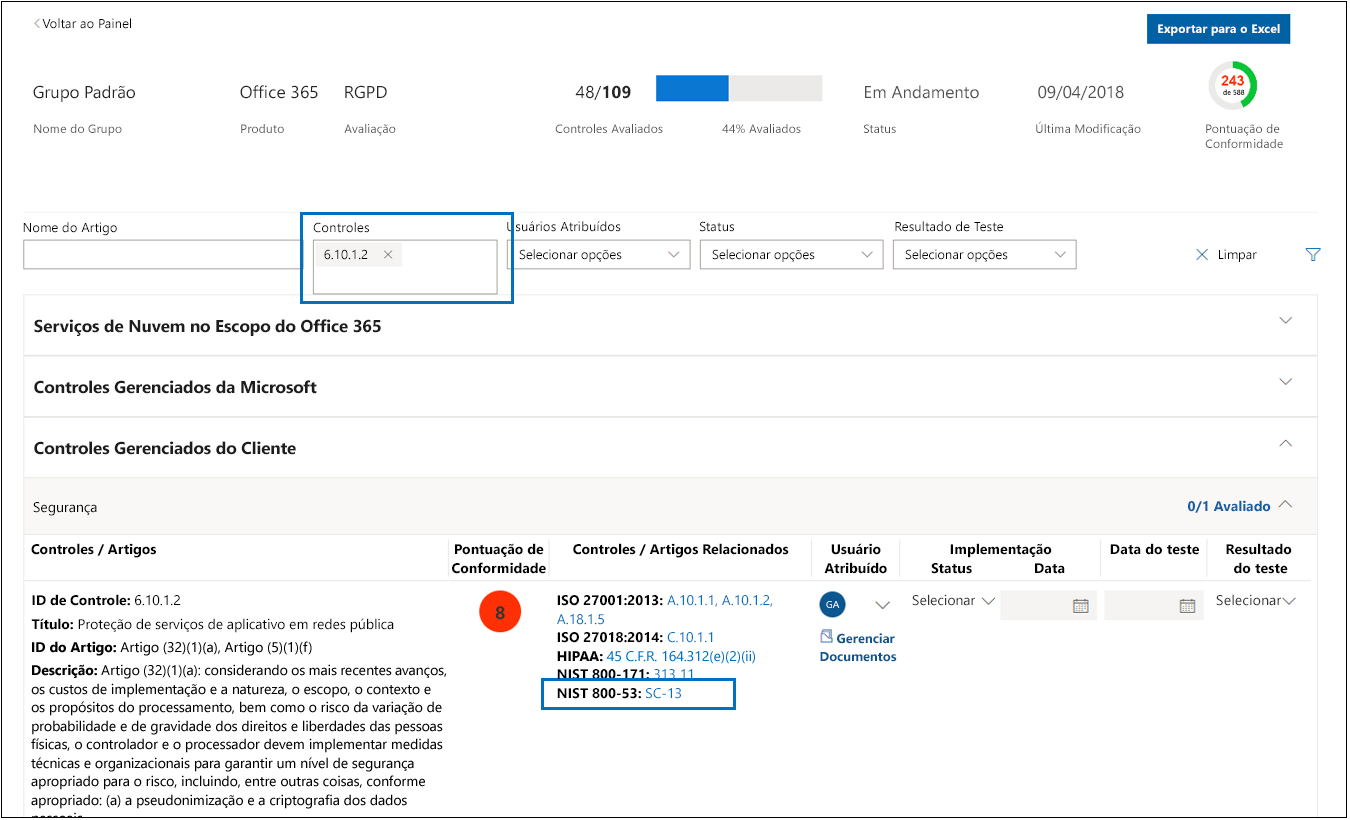 Voltar ao Painel
Exportar para o Excel
Grupo Padrão Office 365 RGPD 48/109 Em Andamento 09/04/2018 243 de 588
Nome do Grupo Produto Avaliação Controles Avaliados 44% Avaliados Status Última Modificação Pontuação de
Conformidade
Nome do Artigo Controles Usuários Atribuídos Status Resultado de Teste
6.10.1.2 Selecionar opções Selecionar opções Selecionar opções Limpar
Serviços de Nuvem no Escopo do Office 365
Controles Gerenciados da Microsoft
Controles Gerenciados do Cliente
Segurança 0/1 Avaliado
Controles / Artigos
Pontuação de
Conformidade
Controles / Artigos Relacionados
Usuário
Atribuído
Implementação
Status Data
Data do teste
Resultado
do teste
ID de Controle: 6.10.1.2
Título: Proteção de serviços de aplicativo em redes pública
ID do Artigo: Artigo (32)(1)(a), Artigo (5)(1)(f)
Descrição: Artigo (32)(1)(a): considerando os mais recentes avanços,
os custos de implementação e a natureza, o escopo, o contexto e
os propósitos do processamento, bem como o risco da variação de
probabilidade e de gravidade dos direitos e liberdades das pessoas
físicas, o controlador e o processador devem implementar medidas
técnicas e organizacionais para garantir um nível de segurança
apropriado para o risco, incluindo, entre outras coisas, conforme
apropriado: (a) a pseudonimização e a criptografia dos dados
8
ISO 27001:2013: A.10.1.1, A.10.1.2,
A.18.1.5
ISO 27018:2014: C.10.1.1
HIPAA: 45 C.F.R. 164.312(e)(2)(ii)
NIST 800-171: 313.11
NIST 800-53: SC-13
GA
Gerenciar
Documentos
Selecionar
Selecionar